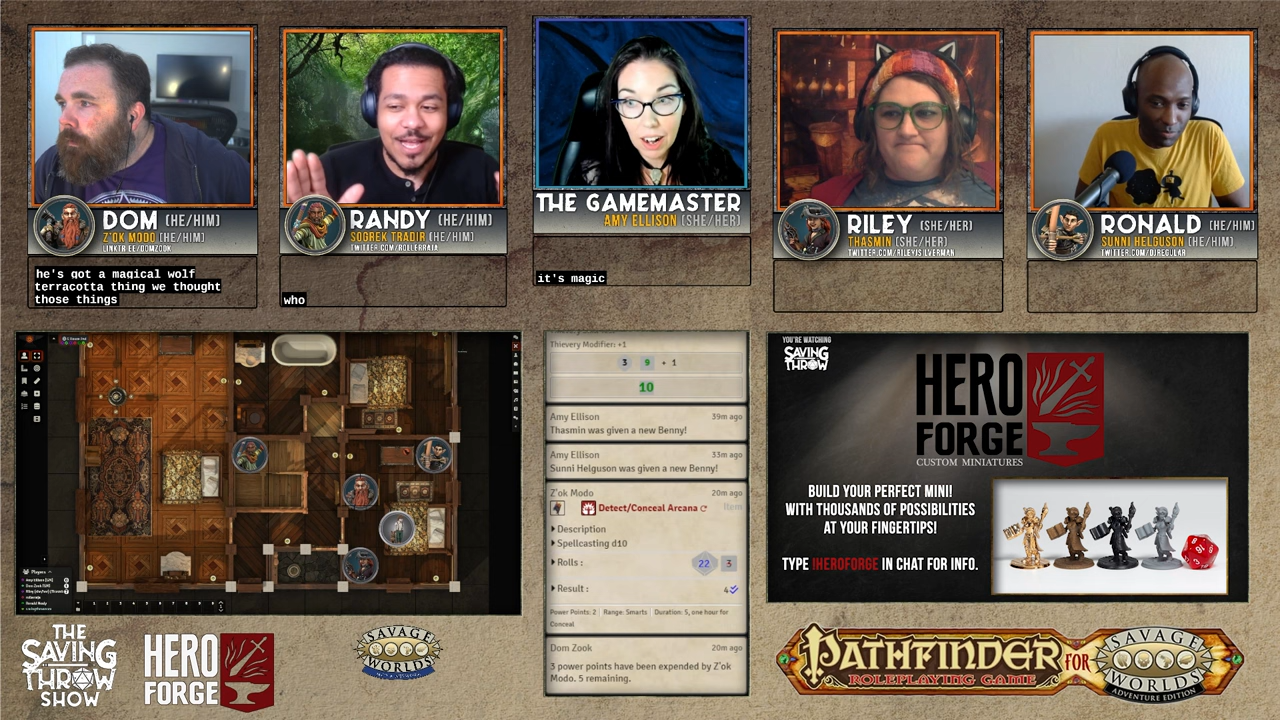 DOM (HE/HIM)
Z'OK MODO (HE/HIM)
LINKTR.EE/DOMZOOK
RANDY (HE/HIM)
SOGREK TRADIR (HE/HIM)
TWITTER.COM/ROLLERRAJA
THE GAMEMASTER
AMY ELLISON (SHE/HER)
RILEY (SHE/HER)
THASMIN (SHE/HER)
TWITTER.COM/RILEYJSILVERMAN
RONALD (HE/HIM)
SUNNI HELGUSON (HE/HIM)
TWITTER.COM/DJREGULAR
he's got a magical wolf
terracotta thing we thought
those things
who
it's magic
Players
Thievery Modifier: +1
3 9 + 1
10
Amy Ellison 39m ago
Thasmin was given a new Benny!
Amy Ellison 33m ago
Sunni Helguson was given a new Benny!
Z'ok Modo 20m ago
Detect/Conceal Arcana Item
Description
Spellcasting d10
Rolls : 22 3
Result : 4
Power Points: 2 Range: Smarts Duration: 5, one hour for
Conceal
Dom Zook 20m ago
3 power points have been expended by Z'ok
Modo. 5 remaining.
YOU'RE WATCHING
SAVING
THROW
HERO
FORGE
CUSTOM MINIATURES
BUILD YOUR PERFECT MINI!
WITH THOUSANDS OF POSSIBILITIES
AT YOUR FINGERTIPS!
TYPE !HEROFORGE IN CHAT FOR INFO.
THE
SAVING
THROW
SHOW
HERO
FORGE
SAVAGE
WORLDS
PATHFINDER
ROLEPLAYING GAME
FOR
SAVAGE
WORLDS
ADVENTURE EDITION